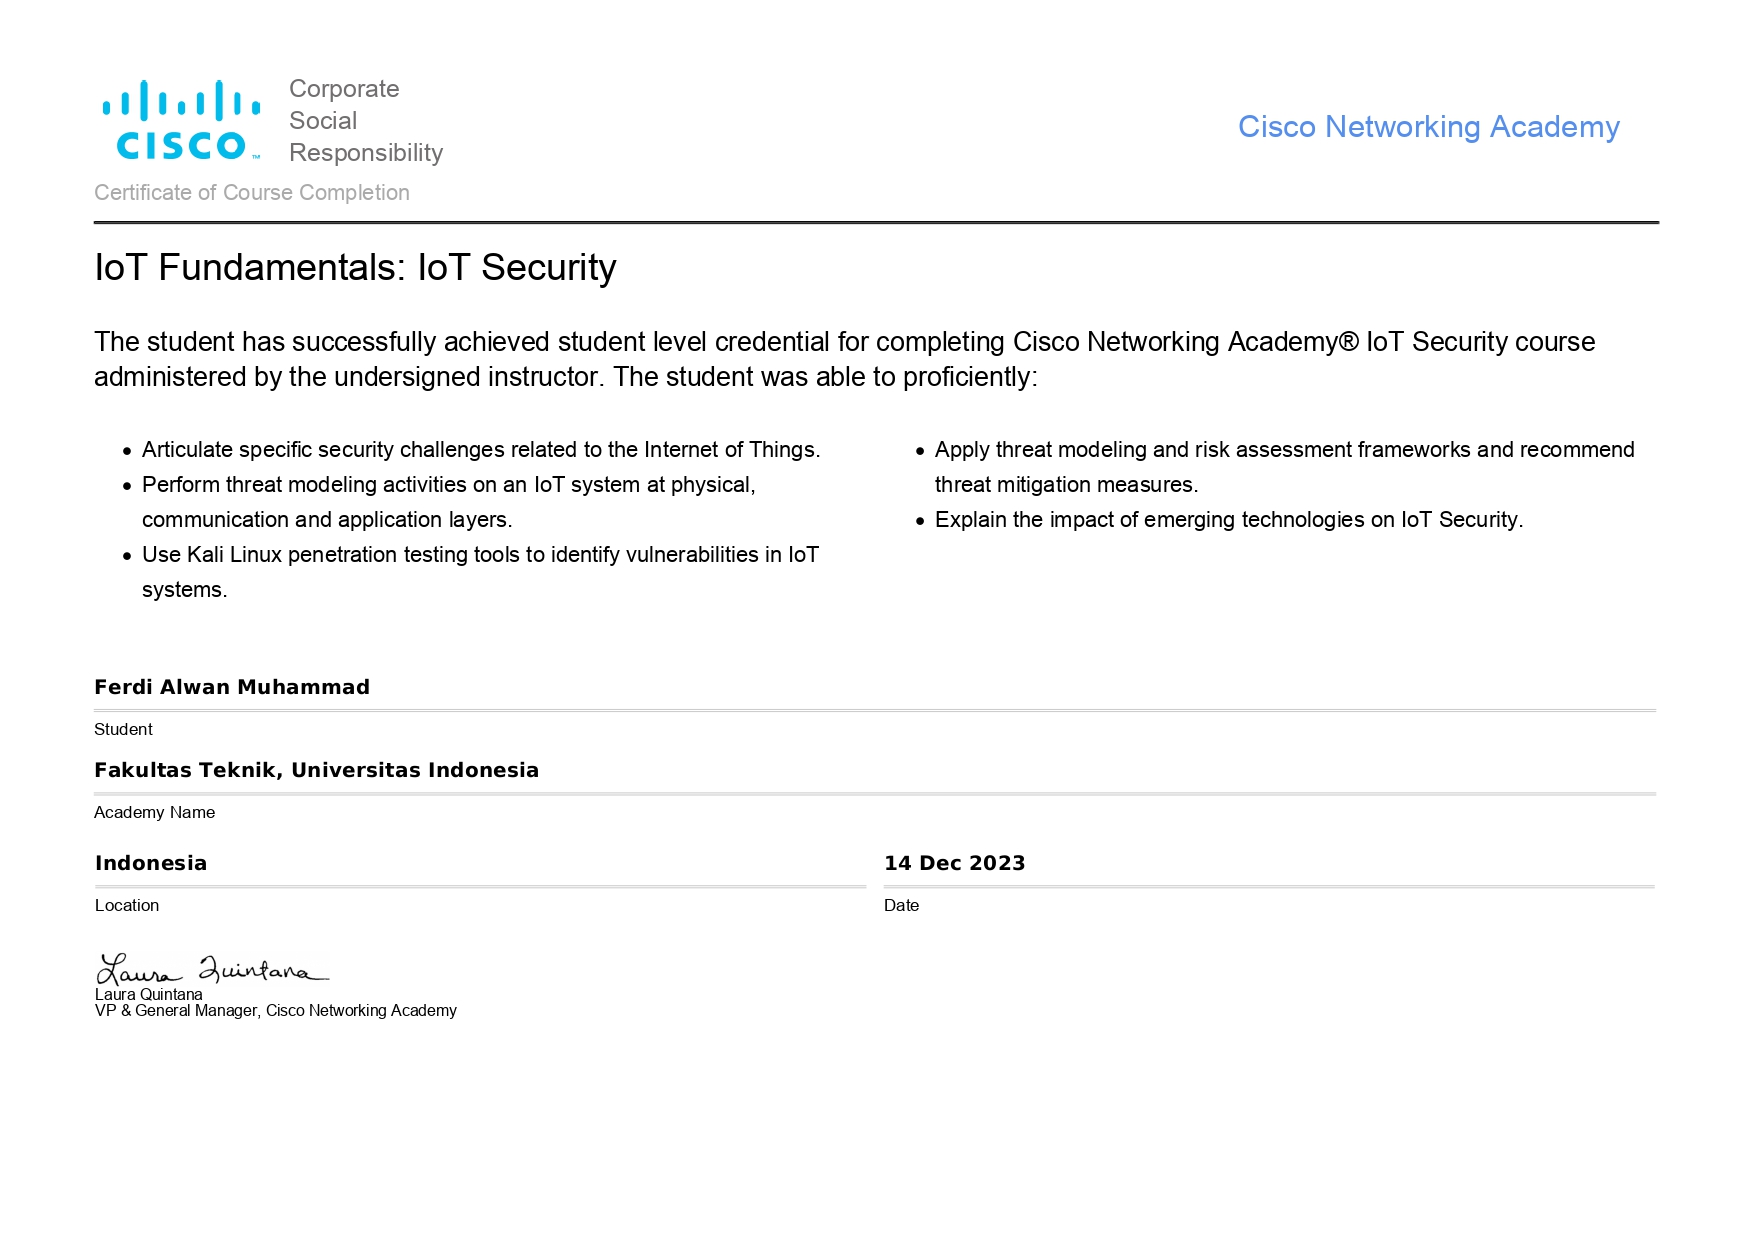 CISCO™
Corporate
Social
Responsibility
Cisco Networking Academy
Certificate of Course Completion
IoT Fundamentals: IoT Security
The student has successfully achieved student level credential for completing Cisco Networking Academy® IoT Security course
administered by the undersigned instructor. The student was able to proficiently:
• Articulate specific security challenges related to the Internet of Things.
• Perform threat modeling activities on an IoT system at physical,
communication and application layers.
• Use Kali Linux penetration testing tools to identify vulnerabilities in IoT
systems.
• Apply threat modeling and risk assessment frameworks and recommend
threat mitigation measures.
• Explain the impact of emerging technologies on IoT Security.
Ferdi Alwan Muhammad
Student
Fakultas Teknik, Universitas Indonesia
Academy Name
Indonesia
Location
14 Dec 2023
Date
Laura Quintana
Laura Quintana
VP & General Manager, Cisco Networking Academy